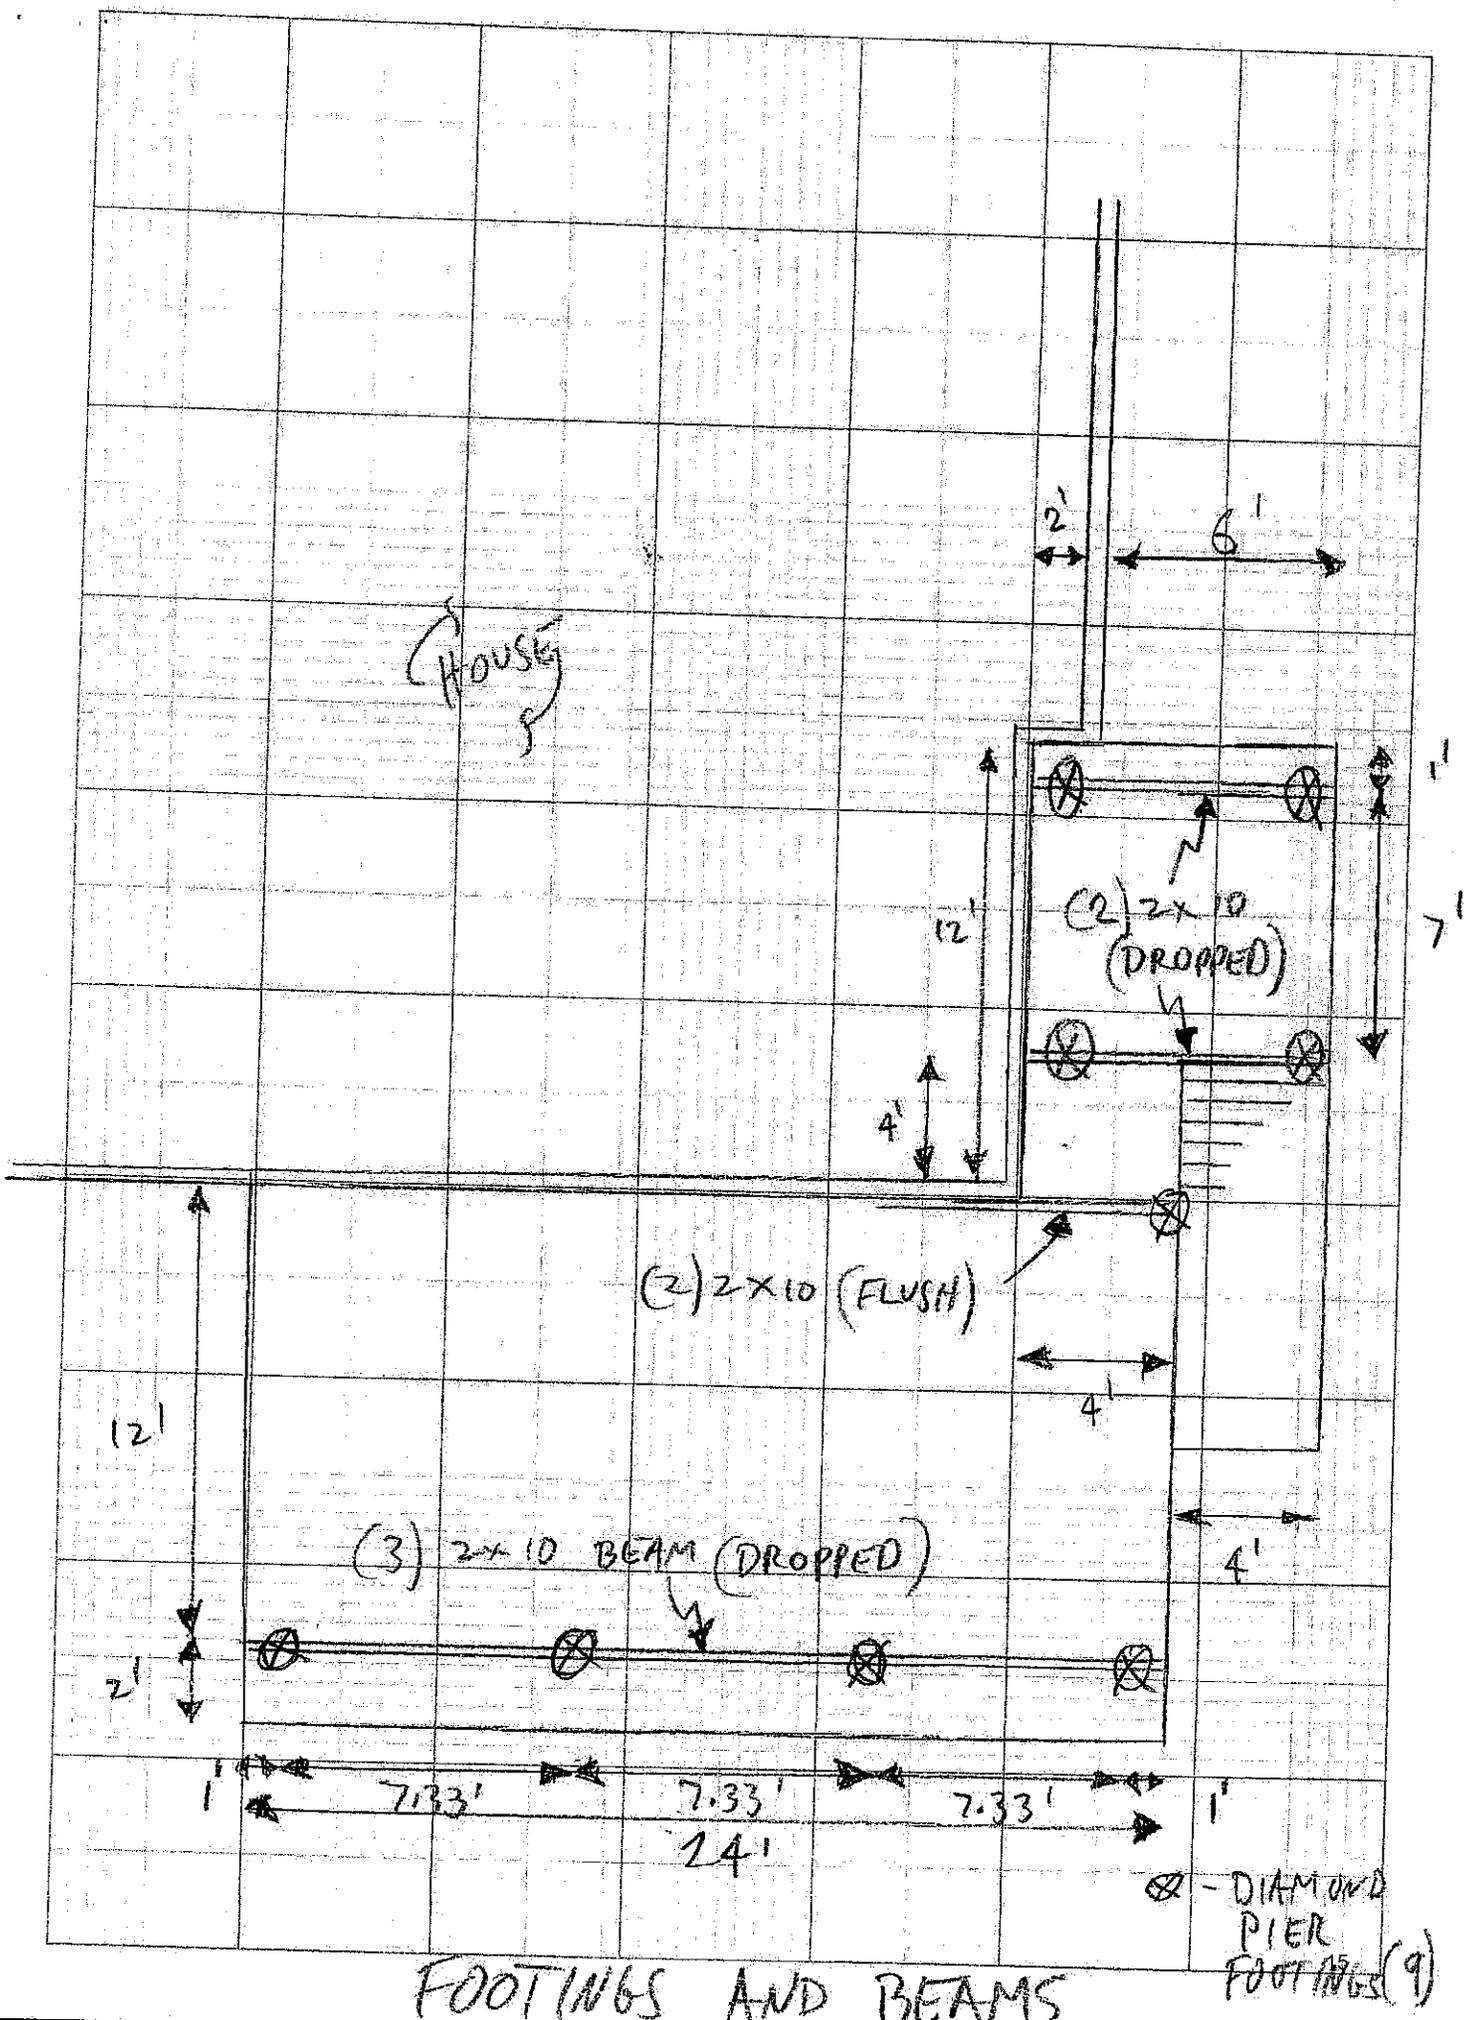 2'
6'
HOUSE
1'
12'
(2) 2x10
(DROPPED)
7'
4'
(2) 2x10 (FLUSH)
4'
12'
(3) 2x10 BEAM (DROPPED)
4'
2'
1' 7.33' 7.33' 7.33' 1'
24'
- DIAMOND
PIER
FOOTINGS (9)
FOOTINGS AND BEAMS